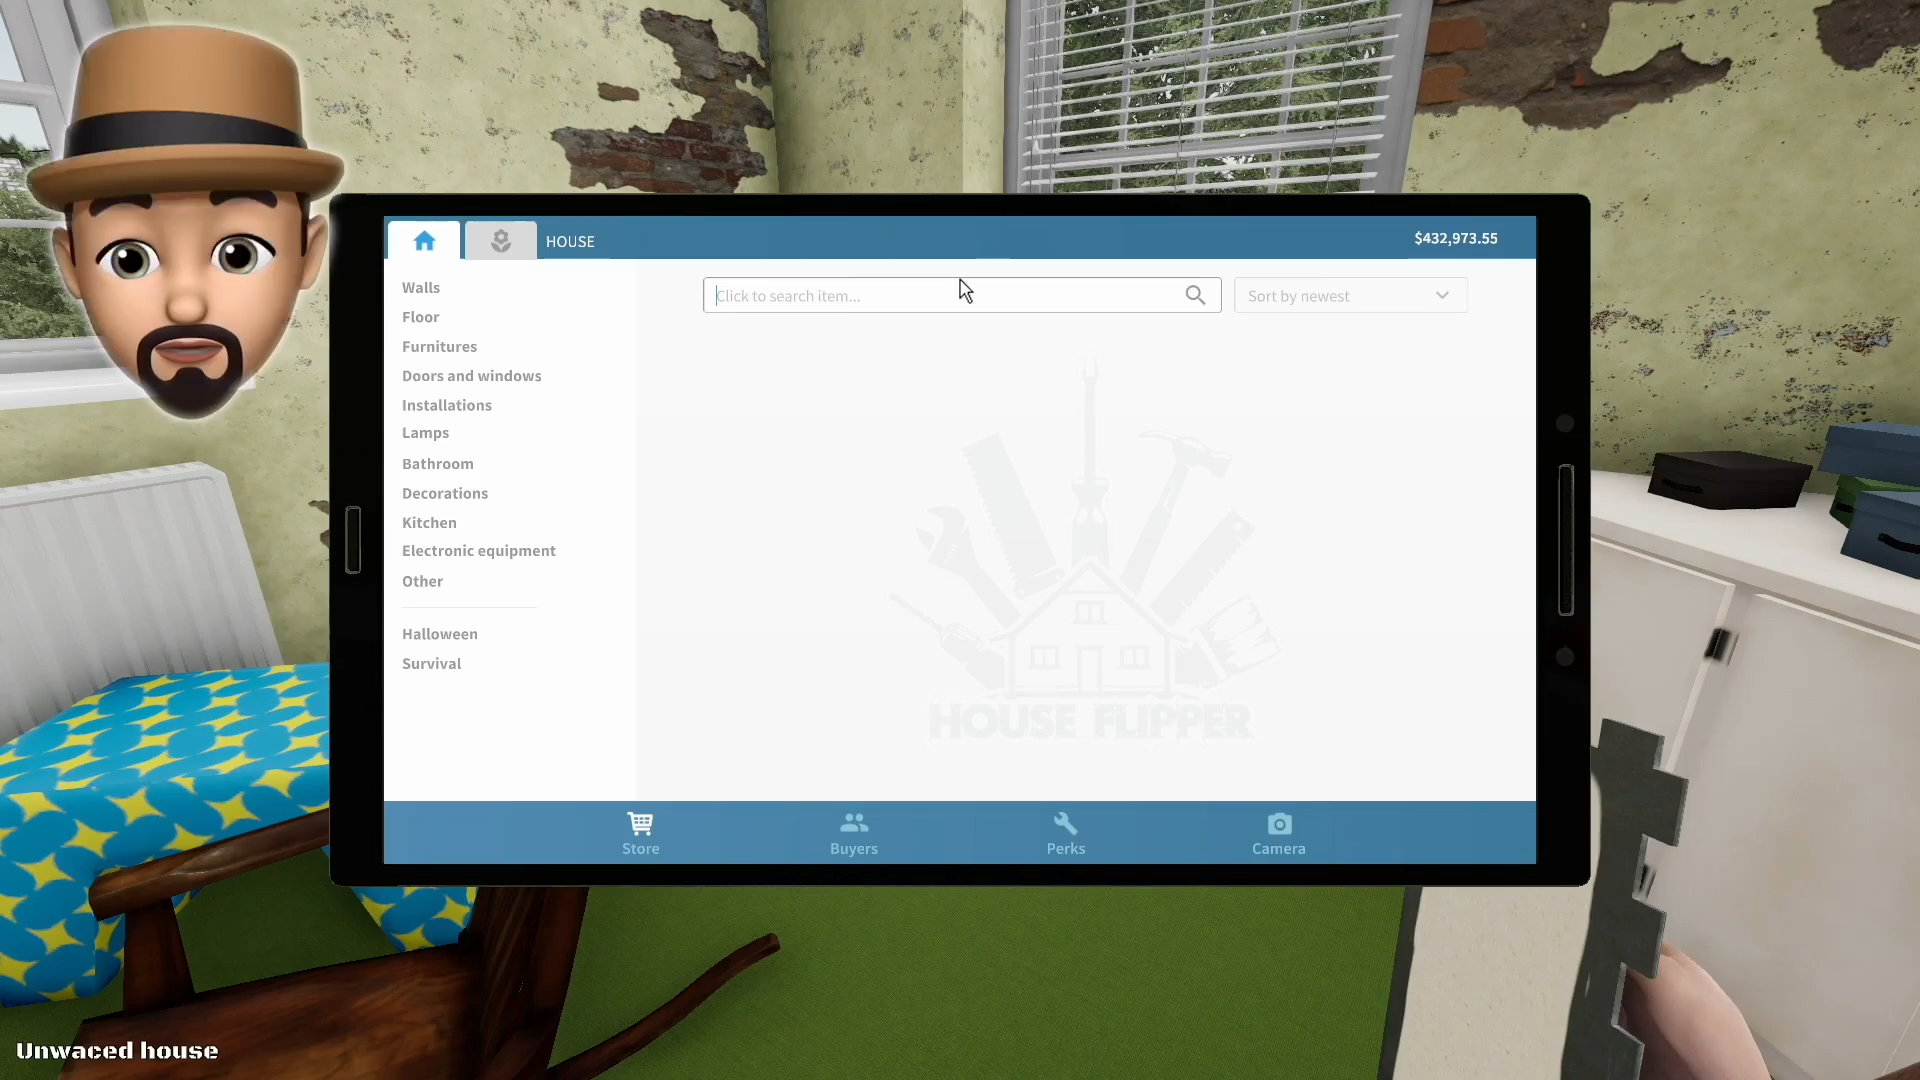 HOUSE
$432,973.55
Click to search item...
Sort by newest
Walls
Floor
Furnitures
Doors and windows
Installations
Lamps
Bathroom
Decorations
Kitchen
Electronic equipment
Other
Halloween
Survival
HOUSE FLIPPER
Store
Buyers
Perks
Camera
Unwaced house